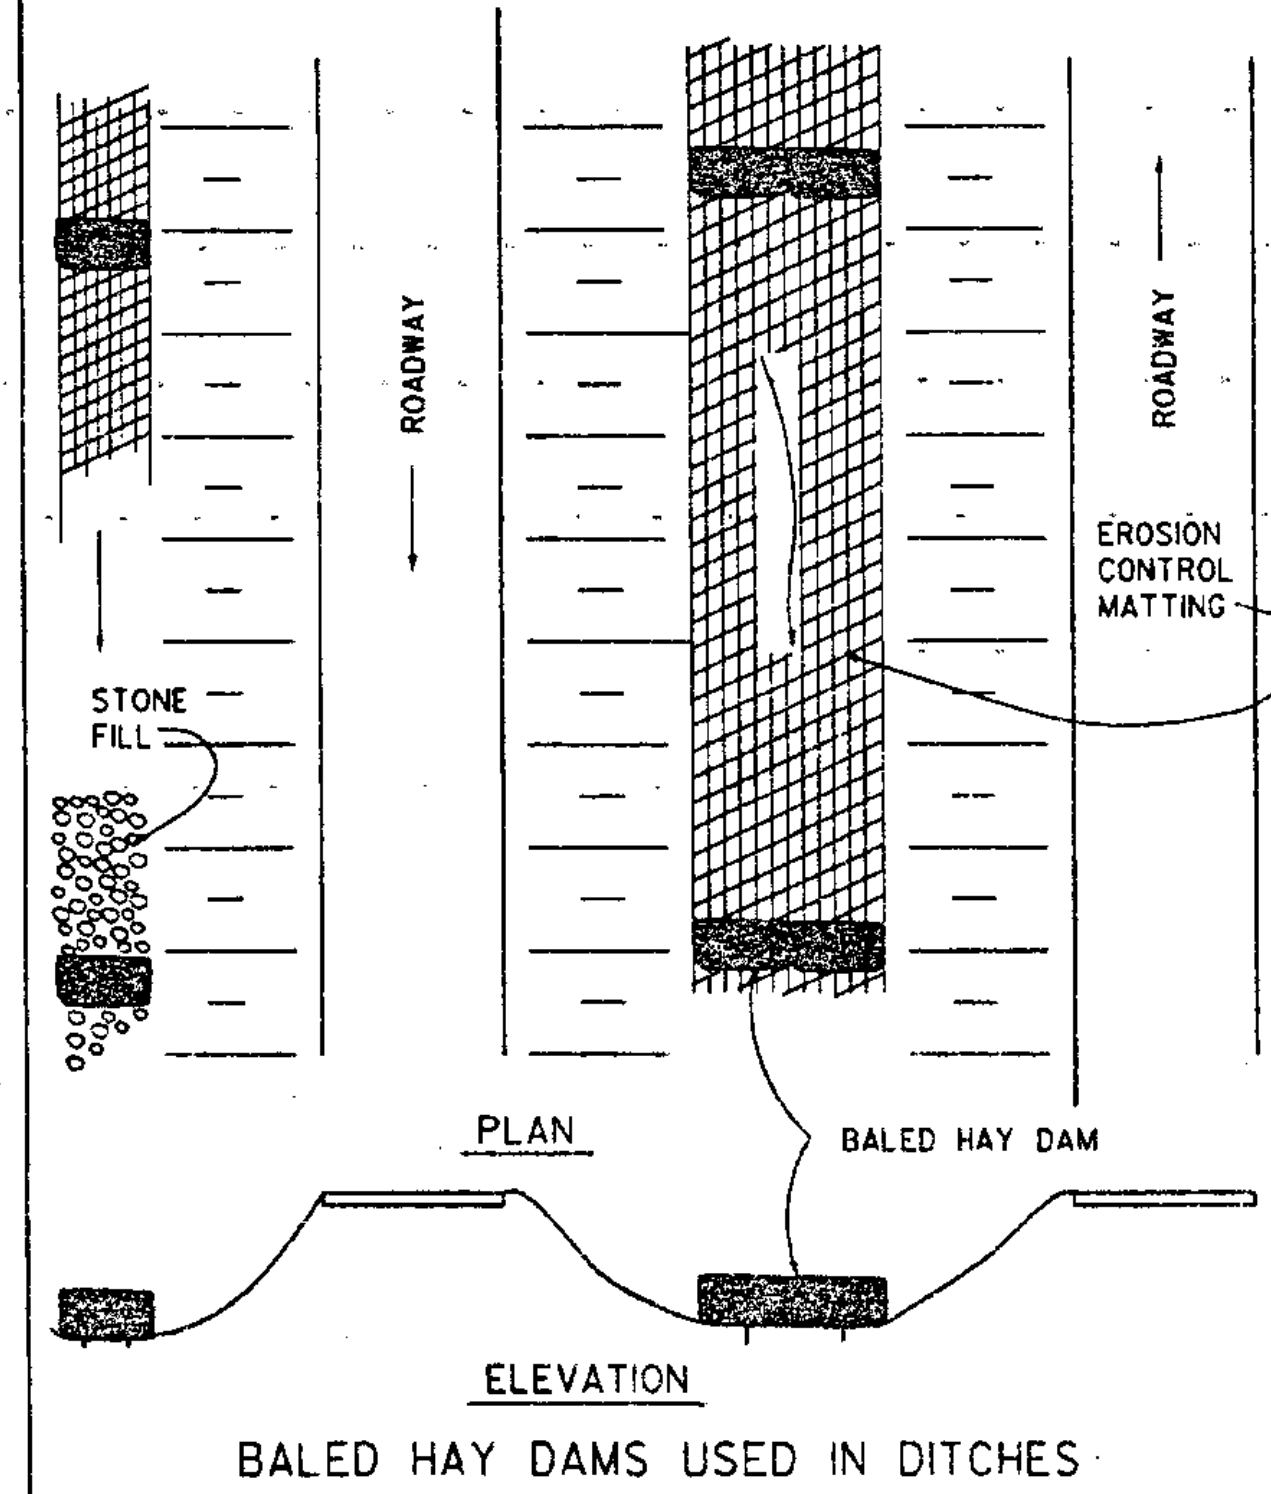 ROADWAY
ROADWAY
EROSION
CONTROL
MATTING
STONE
FILL
PLAN
BALED HAY DAM
ELEVATION
BALED HAY DAMS USED IN DITCHES